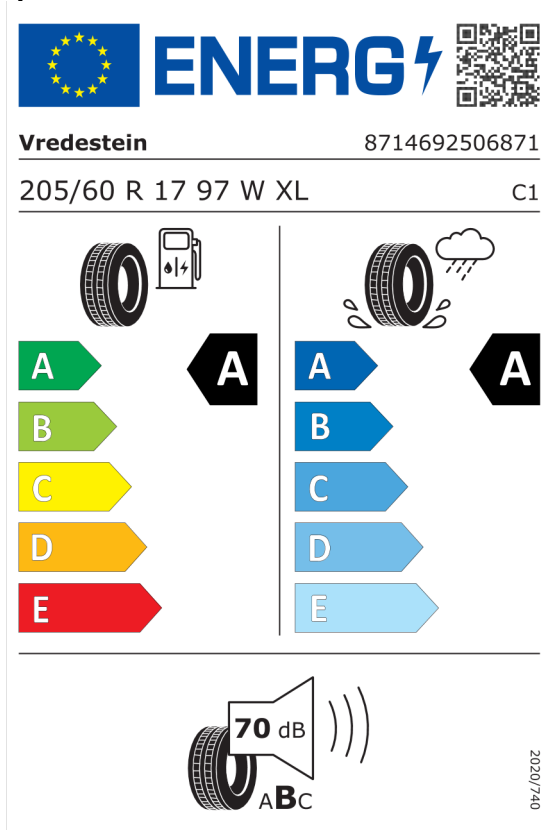 ENERG
Vredestein 8714692506871
205/60 R 17 97 W XL C1
A A
B
C
D
E
A A
B
C
D
E
70 dB
ABC
2020/740